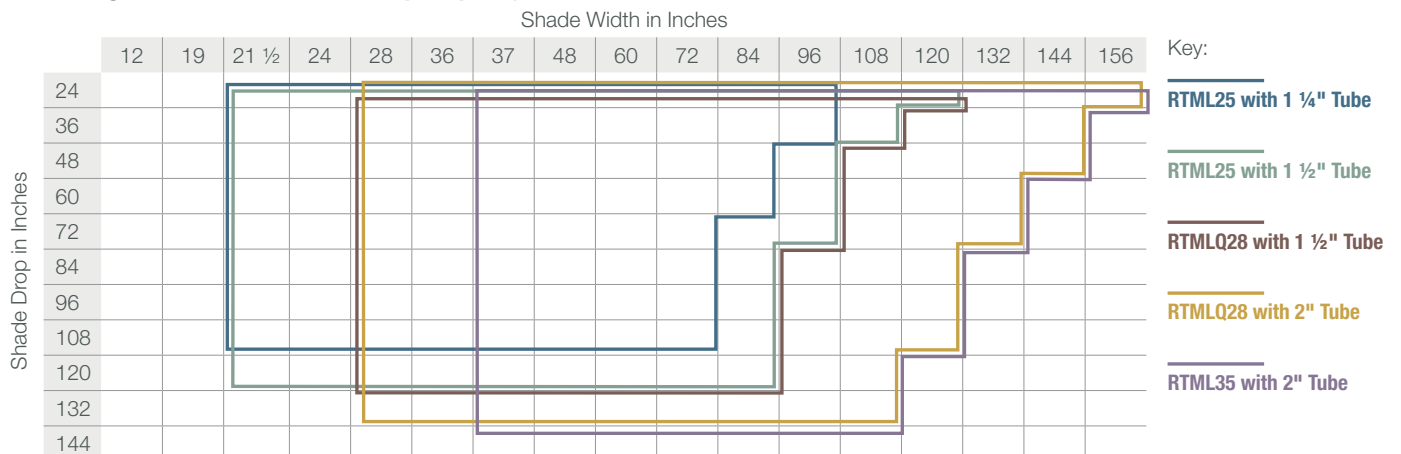 Shade Width in Inches
12 19 21 ½ 24 28 36 37 48 60 72 84 96 108 120 132 144 156
Key:
24
RTML25 with 1 ¼" Tube
36
48
RTML25 with 1 ½" Tube
60
72
RTMLQ28 with 1 ½" Tube
84
96
RTMLQ28 with 2" Tube
108
120
RTML35 with 2" Tube
132
144
Shade Drop in Inches